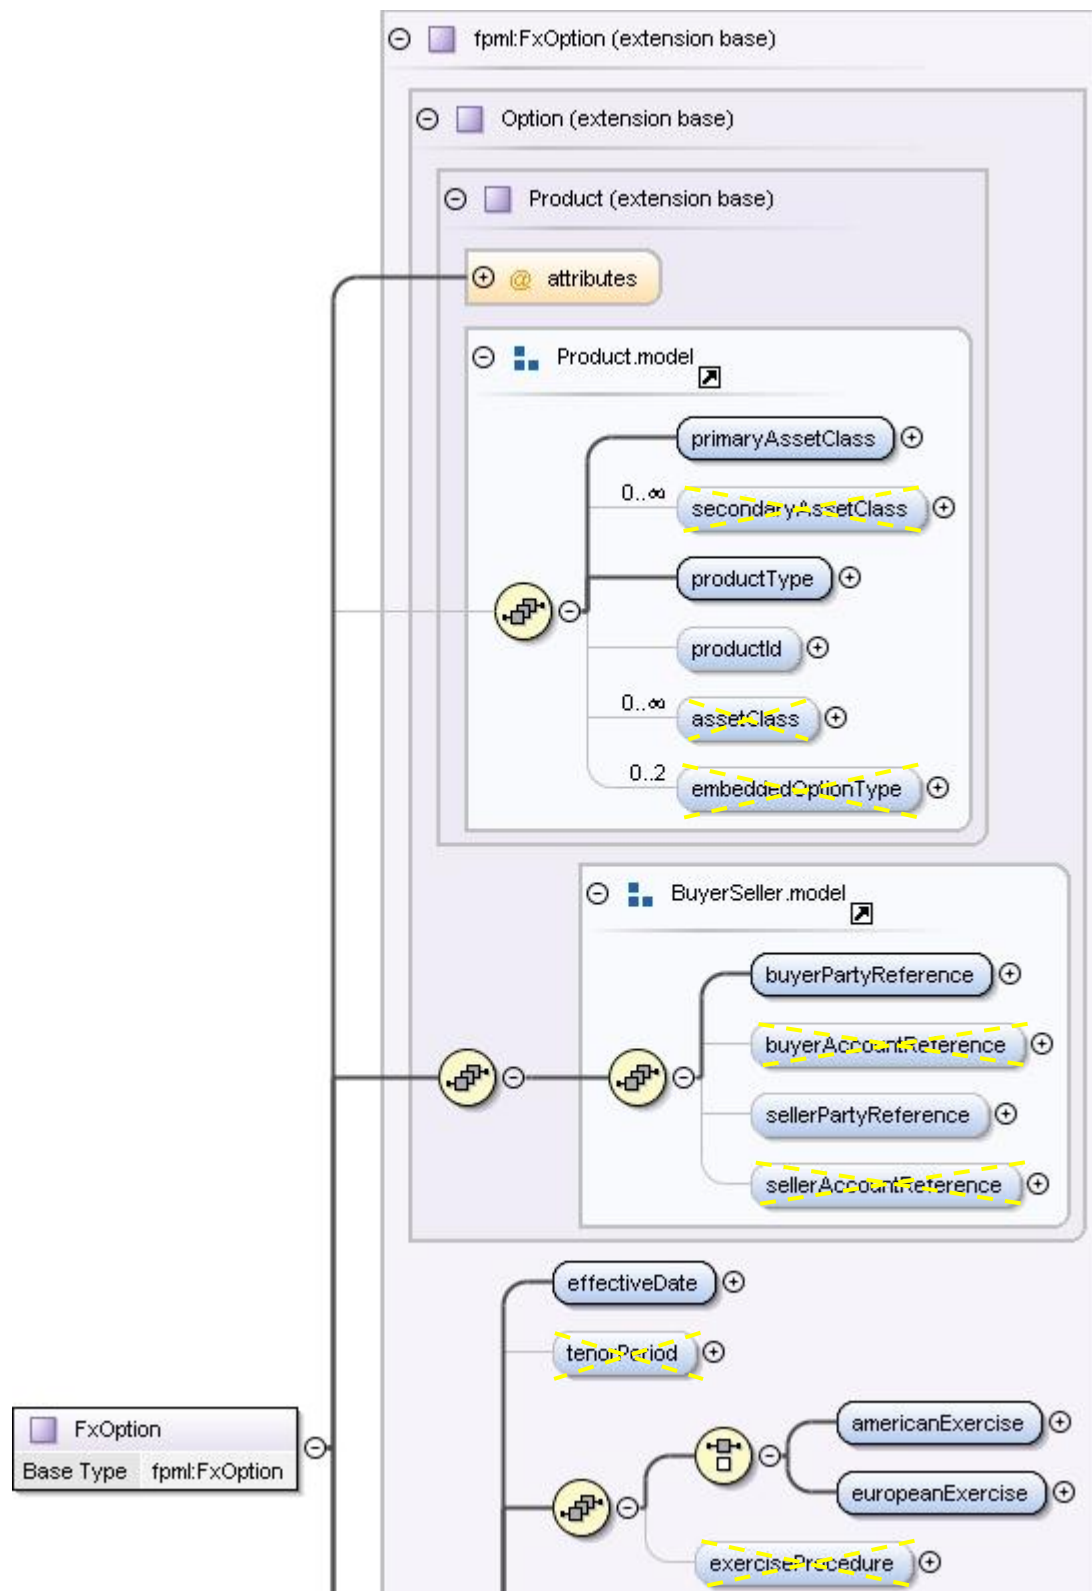 fpml:FxOption (extension base)
Option (extension base)
Product (extension base)
@ attributes
Product.model
primaryAssetClass
0..∞
secondaryAssetClass
productType
productId
0..∞
assetClass
0..2
embeddedOptionType
BuyerSeller.model
buyerPartyReference
buyerAccountReference
sellerPartyReference
sellerAccountReference
effectiveDate
tenorPeriod
FxOption
Base Type fpml:FxOption
americanExercise
europeanExercise
exerciseProcedure